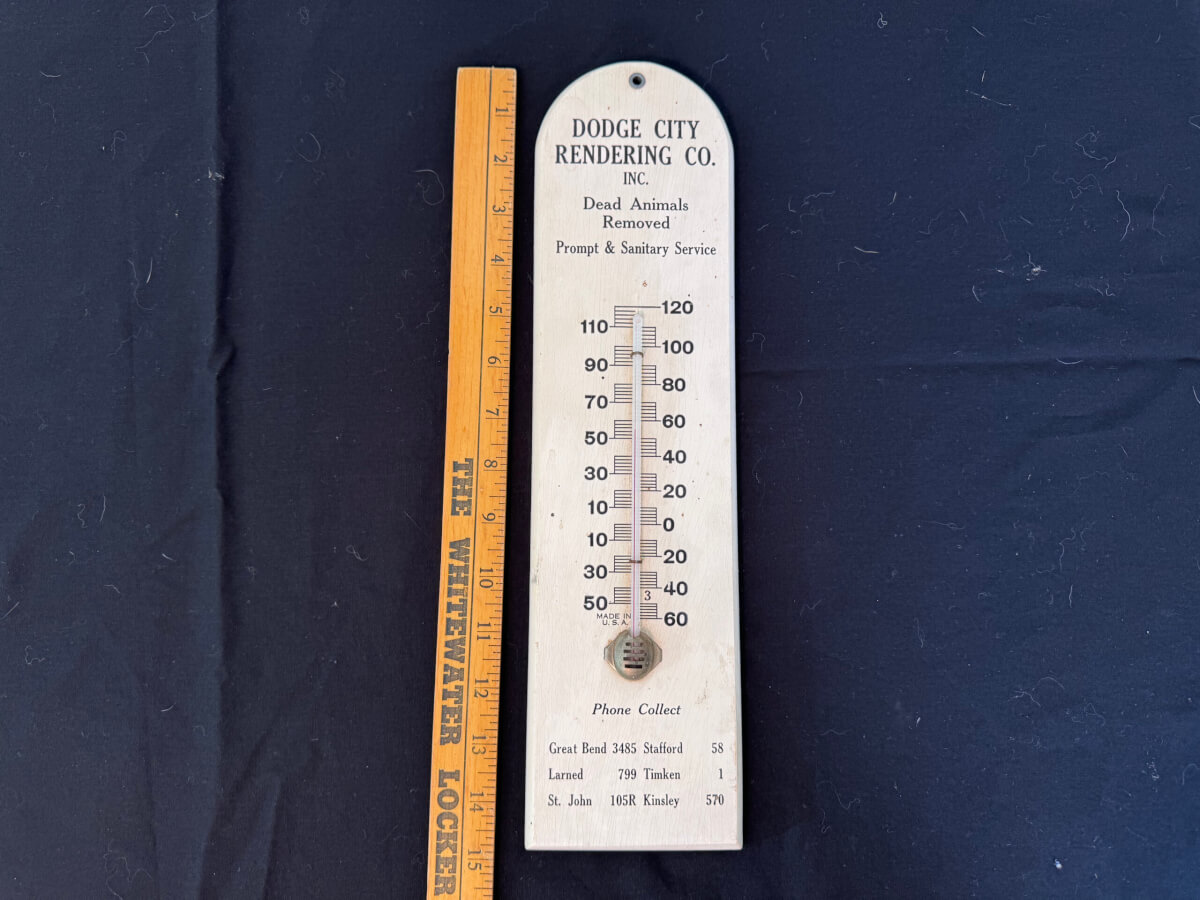 DODGE CITY
RENDERING CO.
INC.
Dead Animals
Removed
Prompt & Sanitary Service
120
110
100
90
80
70
60
50
40
30
20
10
0
10
20
30
40
50
3
60
MADE IN
U.S.A.
Phone Collect
Great Bend 3485 Stafford 58
Larned 799 Timken 1
St. John 105R Kinsley 570
1
2
3
4
5
6
7
8
9
10
11
12
13
14
15
THE WHITEWATER LOCKER